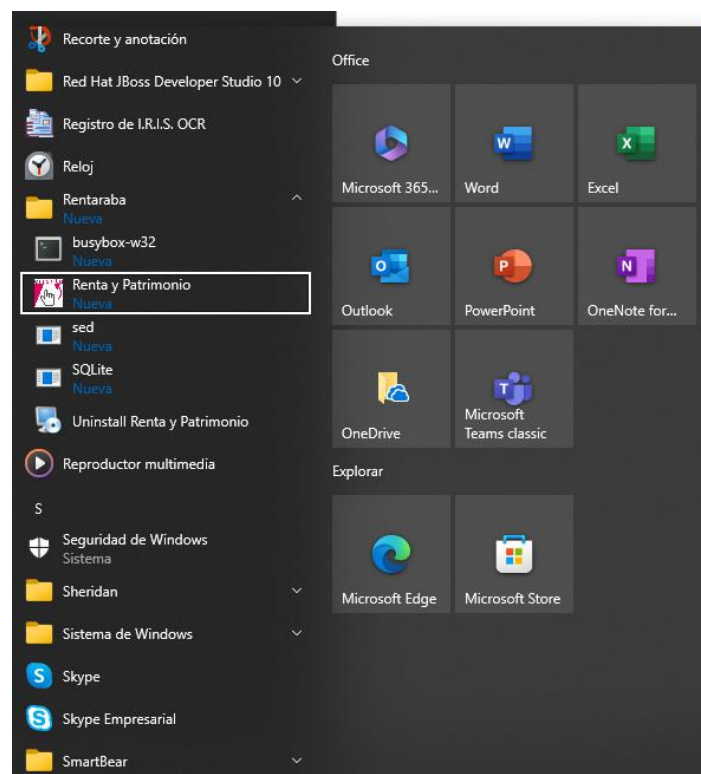 Recorte y anotación
Red Hat JBoss Developer Studio 10
Registro de I.R.I.S. OCR
Reloj
Rentaraba
Nueva
busybox-w32
Nueva
Renta y Patrimonio
Nueva
sed
Nueva
SQLite
Nueva
Uninstall Renta y Patrimonio
Reproductor multimedia
S
Seguridad de Windows
Sistema
Sheridan
Sistema de Windows
Skype
Skype Empresarial
SmartBear
Office
Microsoft 365...
Word
Excel
Outlook
PowerPoint
OneNote for...
OneDrive
Microsoft
Teams classic
Explorar
Microsoft Edge
Microsoft Store